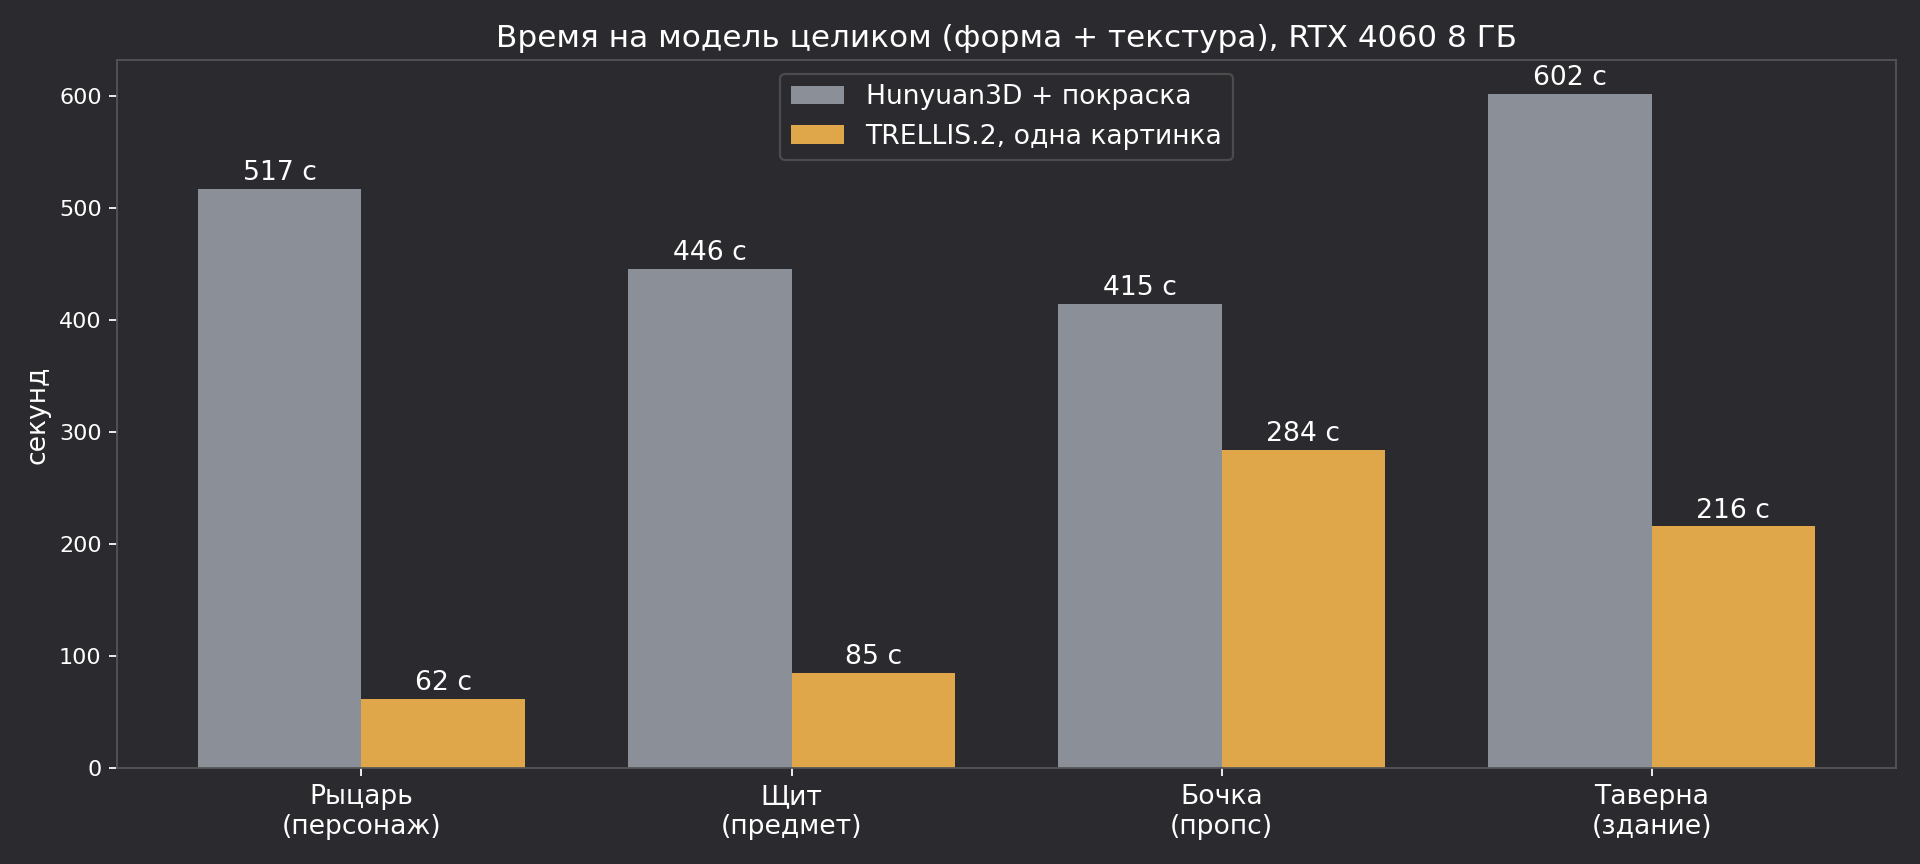 Время на модель целиком (форма + текстура), RTX 4060 8 ГБ
Hunyuan3D + покраска
TRELLIS.2, одна картинка
секунд
600
500
400
300
200
100
0
517 с
62 с
446 с
85 с
415 с
284 с
602 с
216 с
Рыцарь
(персонаж)
Щит
(предмет)
Бочка
(пропс)
Таверна
(здание)